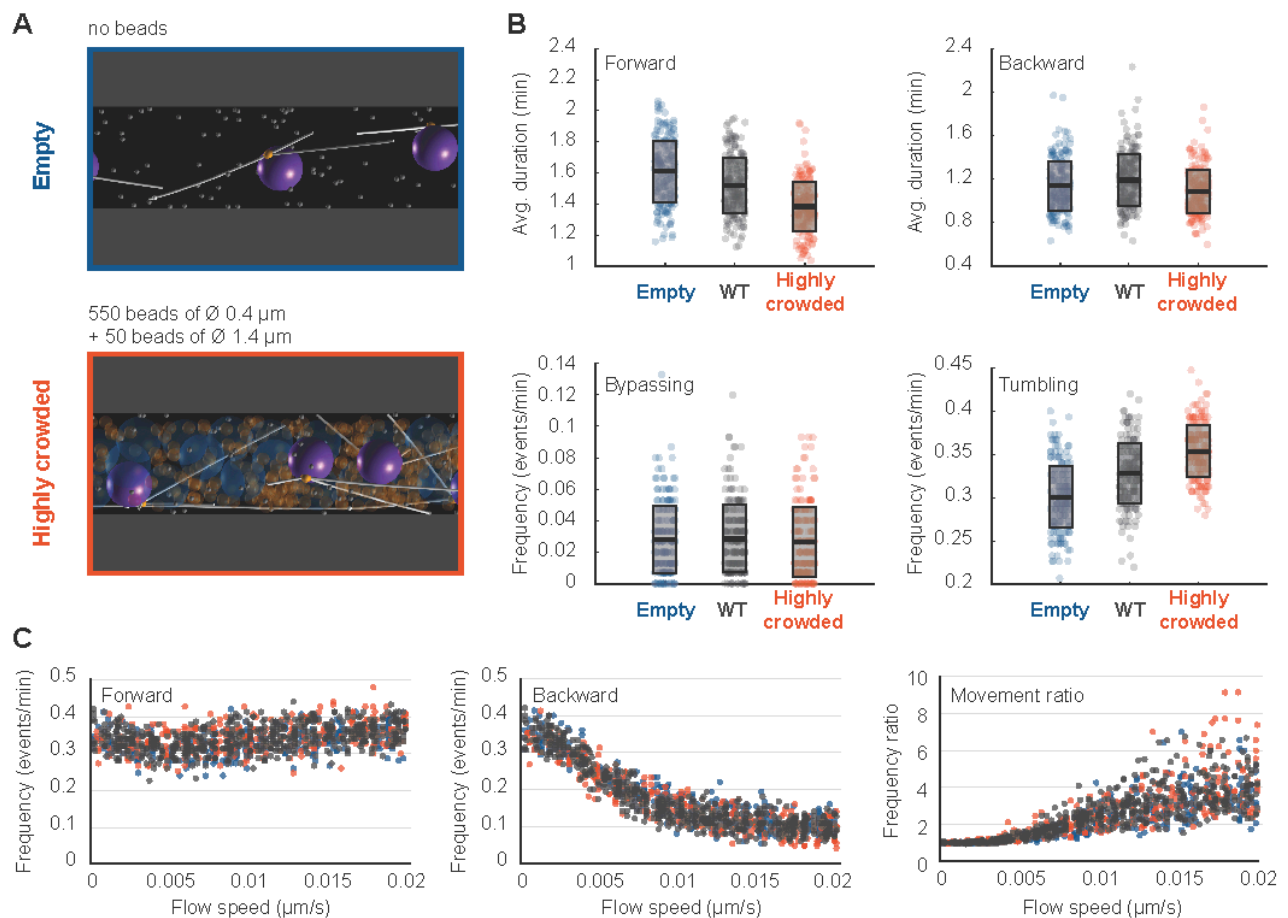 A
no beads
Empty
550 beads of Ø 0.4 µm
+ 50 beads of Ø 1.4 µm
Highly crowded
B
Forward
Avg. duration (min)
2.4
2.2
2
1.8
1.6
1.4
1.2
1
Empty
WT
Highly
crowded
Backward
Avg. duration (min)
2.4
2
1.6
1.2
0.8
0.4
Empty
WT
Highly
crowded
Bypassing
Frequency (events/min)
0.14
0.12
0.1
0.08
0.06
0.04
0.02
0
Empty
WT
Highly
crowded
Tumbling
Frequency (events/min)
0.45
0.4
0.35
0.3
0.25
0.2
Empty
WT
Highly
crowded
C
Forward
Frequency (events/min)
0.5
0.4
0.3
0.2
0.1
0
0 0.005 0.01 0.015 0.02
Flow speed (µm/s)
Backward
Frequency (events/min)
0.5
0.4
0.3
0.2
0.1
0
0 0.005 0.01 0.015 0.02
Flow speed (µm/s)
Movement ratio
Frequency ratio
10
8
6
4
2
0
0 0.005 0.01 0.015 0.02
Flow speed (µm/s)